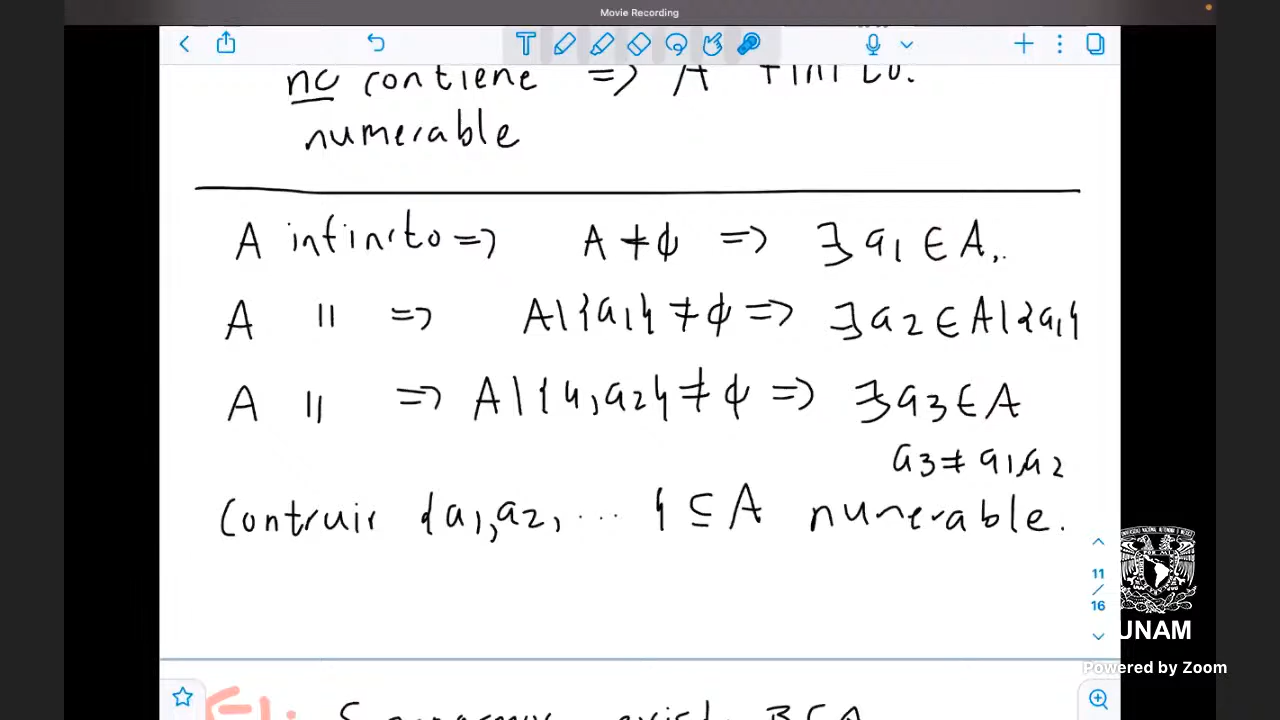 Movie Recording
no contiene => A finito.
numerable
A infinito => A ≠ ϕ => ∃ a1 ∈ A,.
A || => A\{a1} ≠ ϕ => ∃ a2 ∈ A\{a1}
A || => A\{a1,a2} ≠ ϕ => ∃ a3 ∈ A
a3 ≠ a1,a2
Contruir {a1,a2, ... } ⊆ A numerable.
11
/
16
UNAM
Powered by Zoom